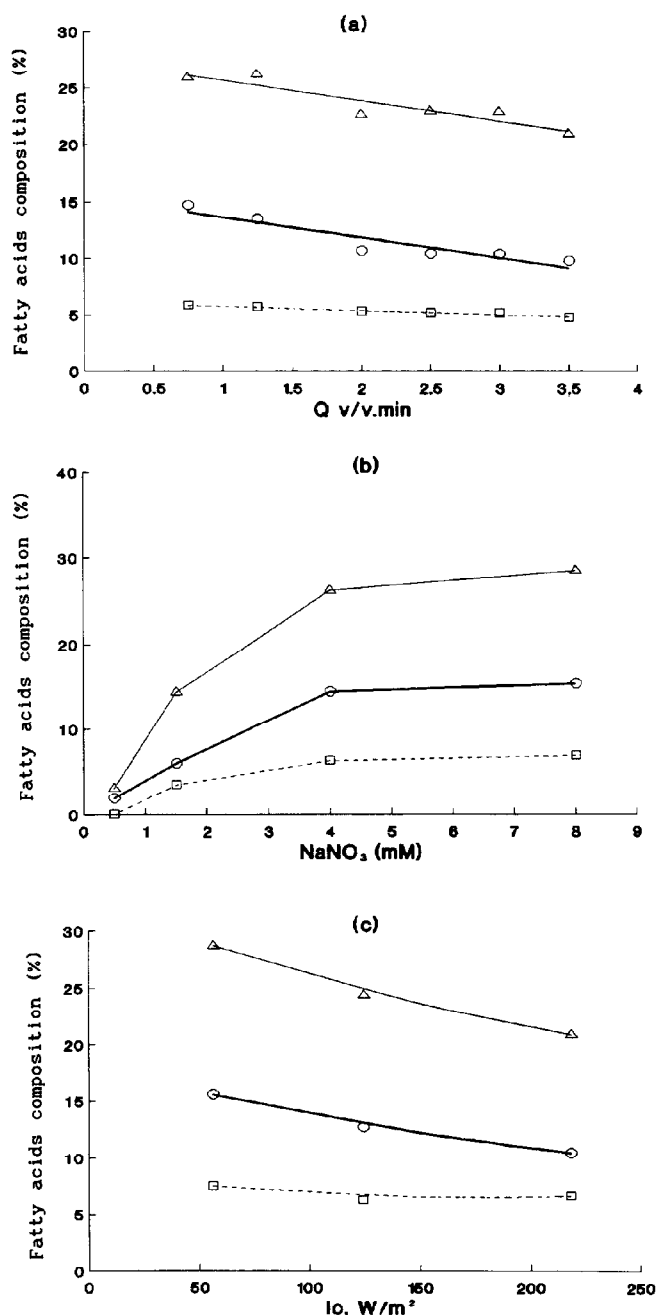 (a)
Fatty acids composition (%)
30
25
20
15
10
5
0
0 0.5 1 1.5 2 2.5 3 3.5 4
Q v/v.min
(b)
Fatty acids composition (%)
40
30
20
10
0
0 1 2 3 4 5 6 7 8 9
NaNO₃ (mM)
(c)
Fatty acids composition (%)
30
25
20
15
10
5
0
0 50 100 150 200 250
Io, W/m²